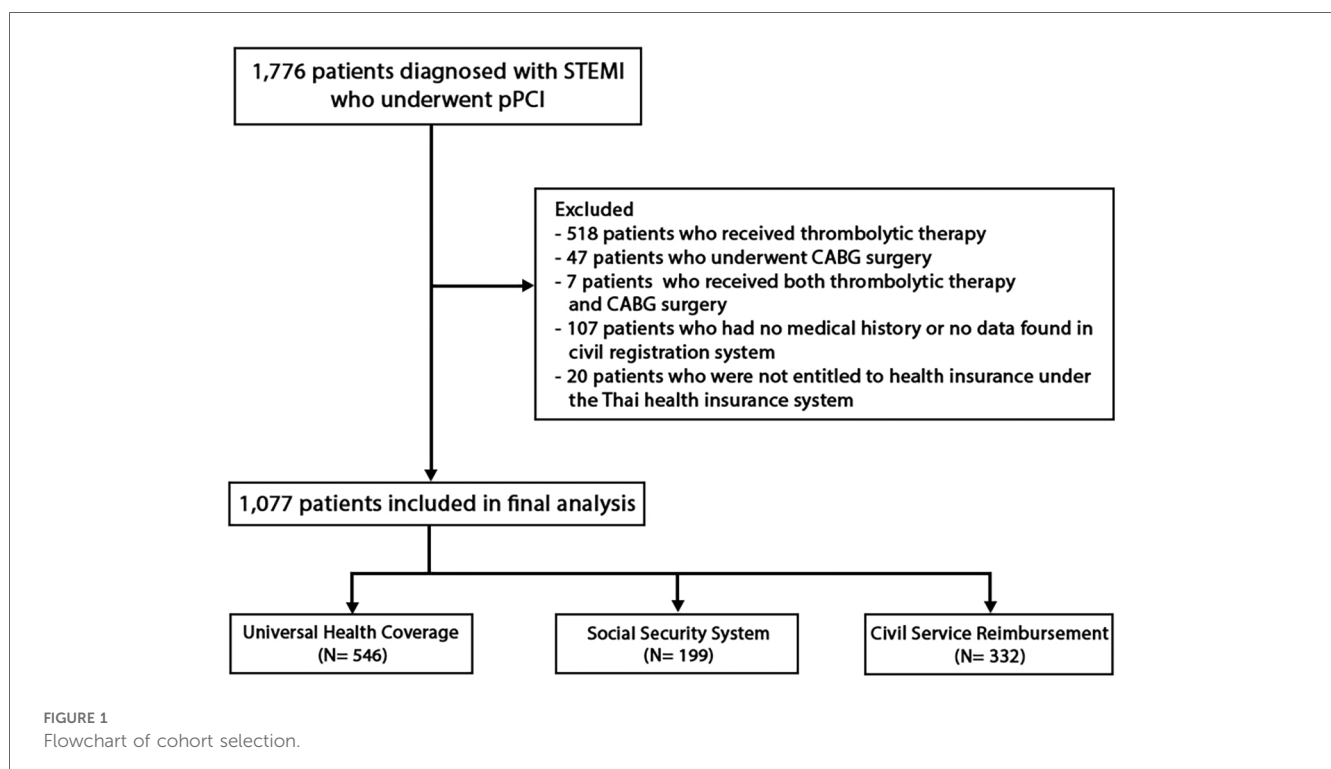 1,776 patients diagnosed with STEMI
who underwent pPCI
Excluded
- 518 patients who received thrombolytic therapy
- 47 patients who underwent CABG surgery
- 7 patients who received both thrombolytic therapy
and CABG surgery
- 107 patients who had no medical history or no data found in
civil registration system
- 20 patients who were not entitled to health insurance under
the Thai health insurance system
1,077 patients included in final analysis
Universal Health Coverage
(N= 546)
Social Security System
(N= 199)
Civil Service Reimbursement
(N= 332)
FIGURE 1
Flowchart of cohort selection.